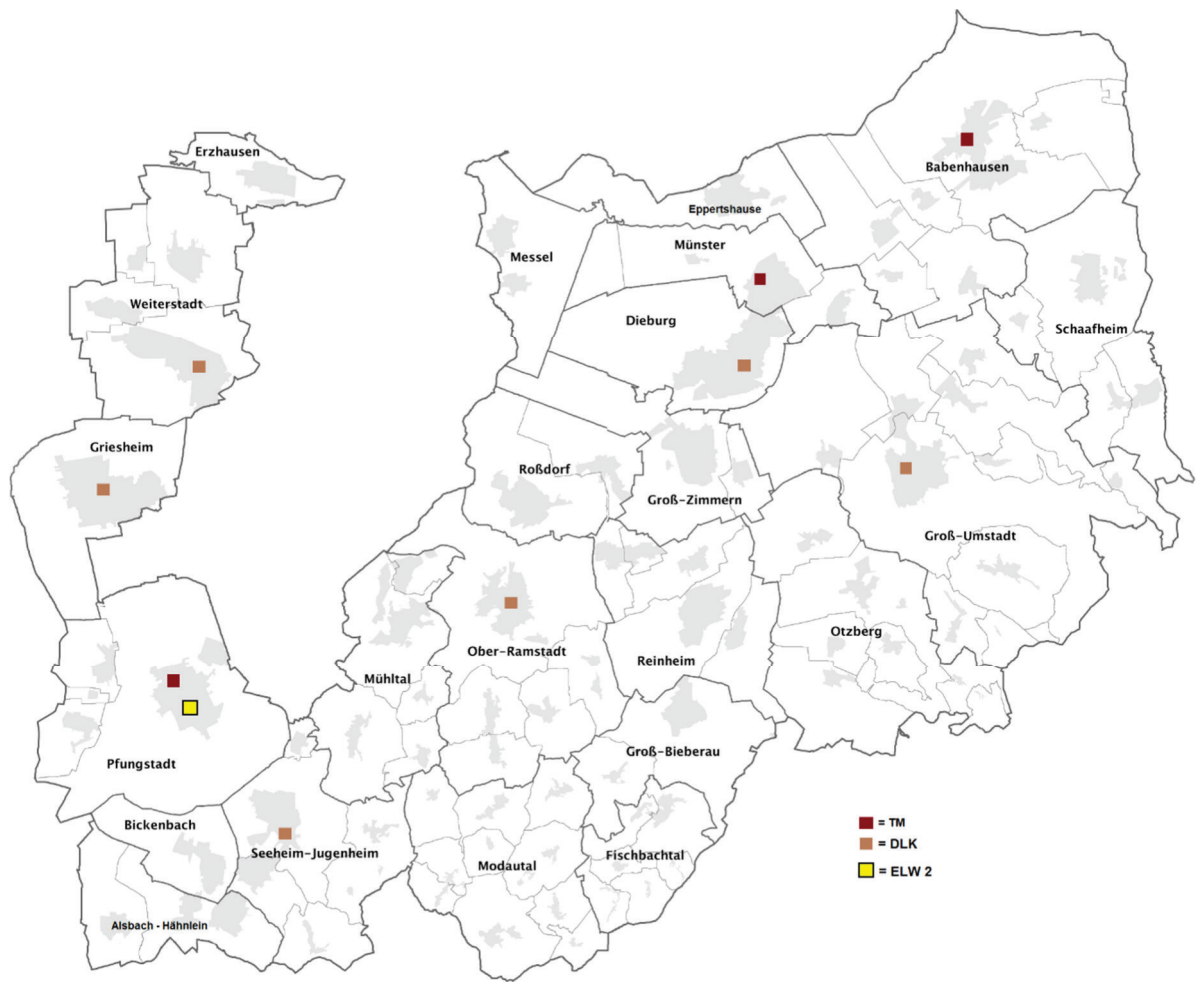 Erzhausen
Babenhausen
Eppertshause
Messel
Münster
Weiterstadt
Dieburg
Schaafheim
Griesheim
Roßdorf
Groß-Zimmern
Groß-Umstadt
Otzberg
Ober-Ramstadt
Reinheim
Mühltal
Groß-Bieberau
Pfungstadt
Bickenbach
Seeheim-Jugenheim
Modautal
Fischbachtal
Alsbach - Hähnlein
= TM
= DLK
= ELW 2